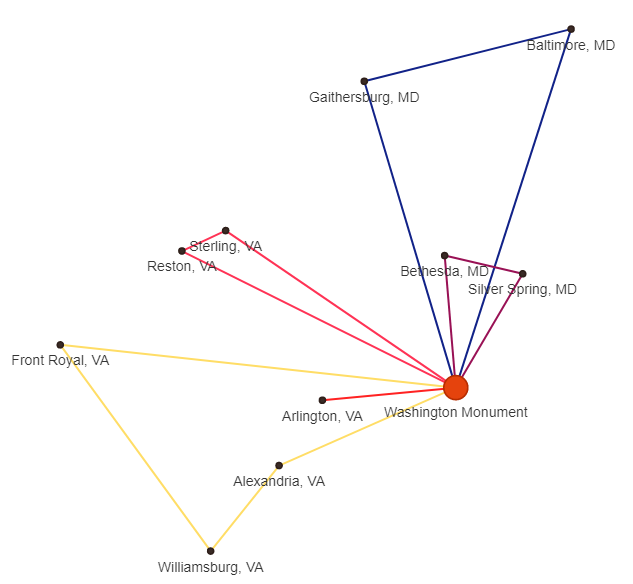 Baltimore, MD
Gaithersburg, MD
Sterling, VA
Reston, VA
Bethesda, MD
Silver Spring, MD
Front Royal, VA
Arlington, VA
Washington Monument
Alexandria, VA
Williamsburg, VA